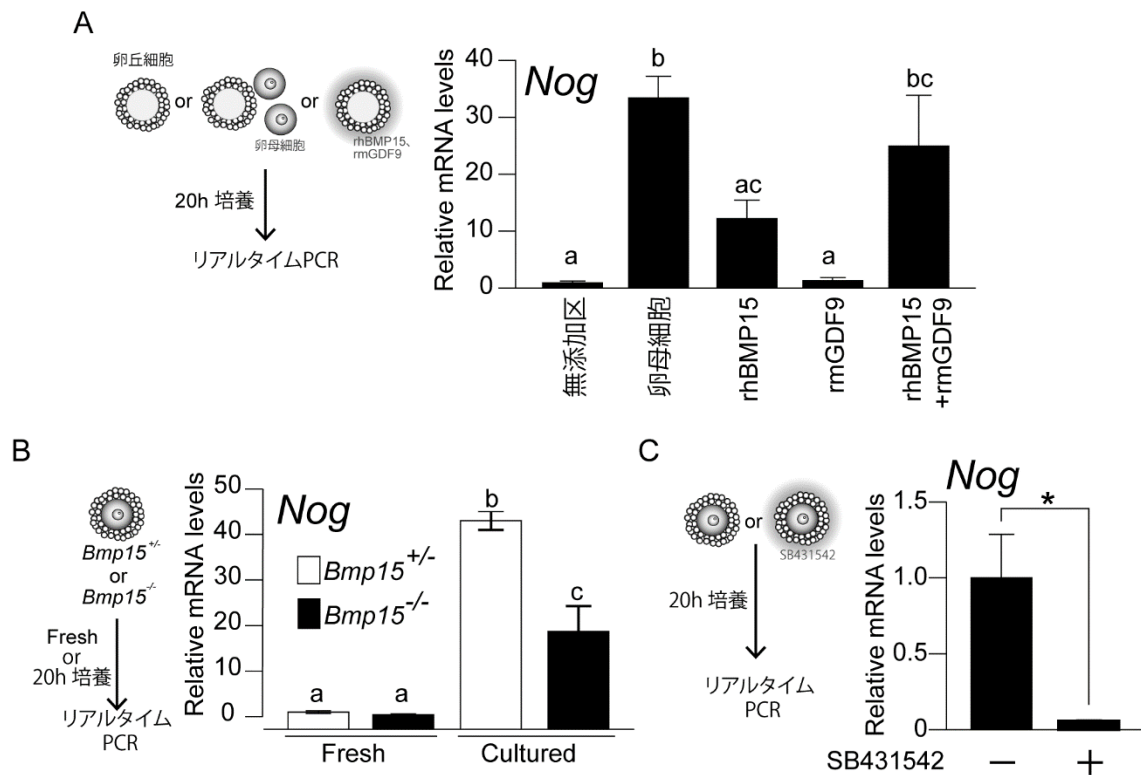 A
卵丘細胞
or
or
卵母細胞
rhBMP15、
rmGDF9
20h 培養
リアルタイムPCR
Relative mRNA levels
40
30
20
10
0
Nog
a
b
ac
a
bc
無添加区
卵母細胞
rhBMP15
rmGDF9
rhBMP15
+rmGDF9
B
Bmp15+/-
or
Bmp15-/-
Fresh
or
20h 培養
リアルタイム
PCR
Relative mRNA levels
50
40
20
30
10
0
Nog
Bmp15+/-
Bmp15-/-
a
a
b
c
Fresh
Cultured
C
or
SB431542
20h 培養
リアルタイム
PCR
Relative mRNA levels
1.5
1.0
0.5
0
Nog
*
SB431542 − +